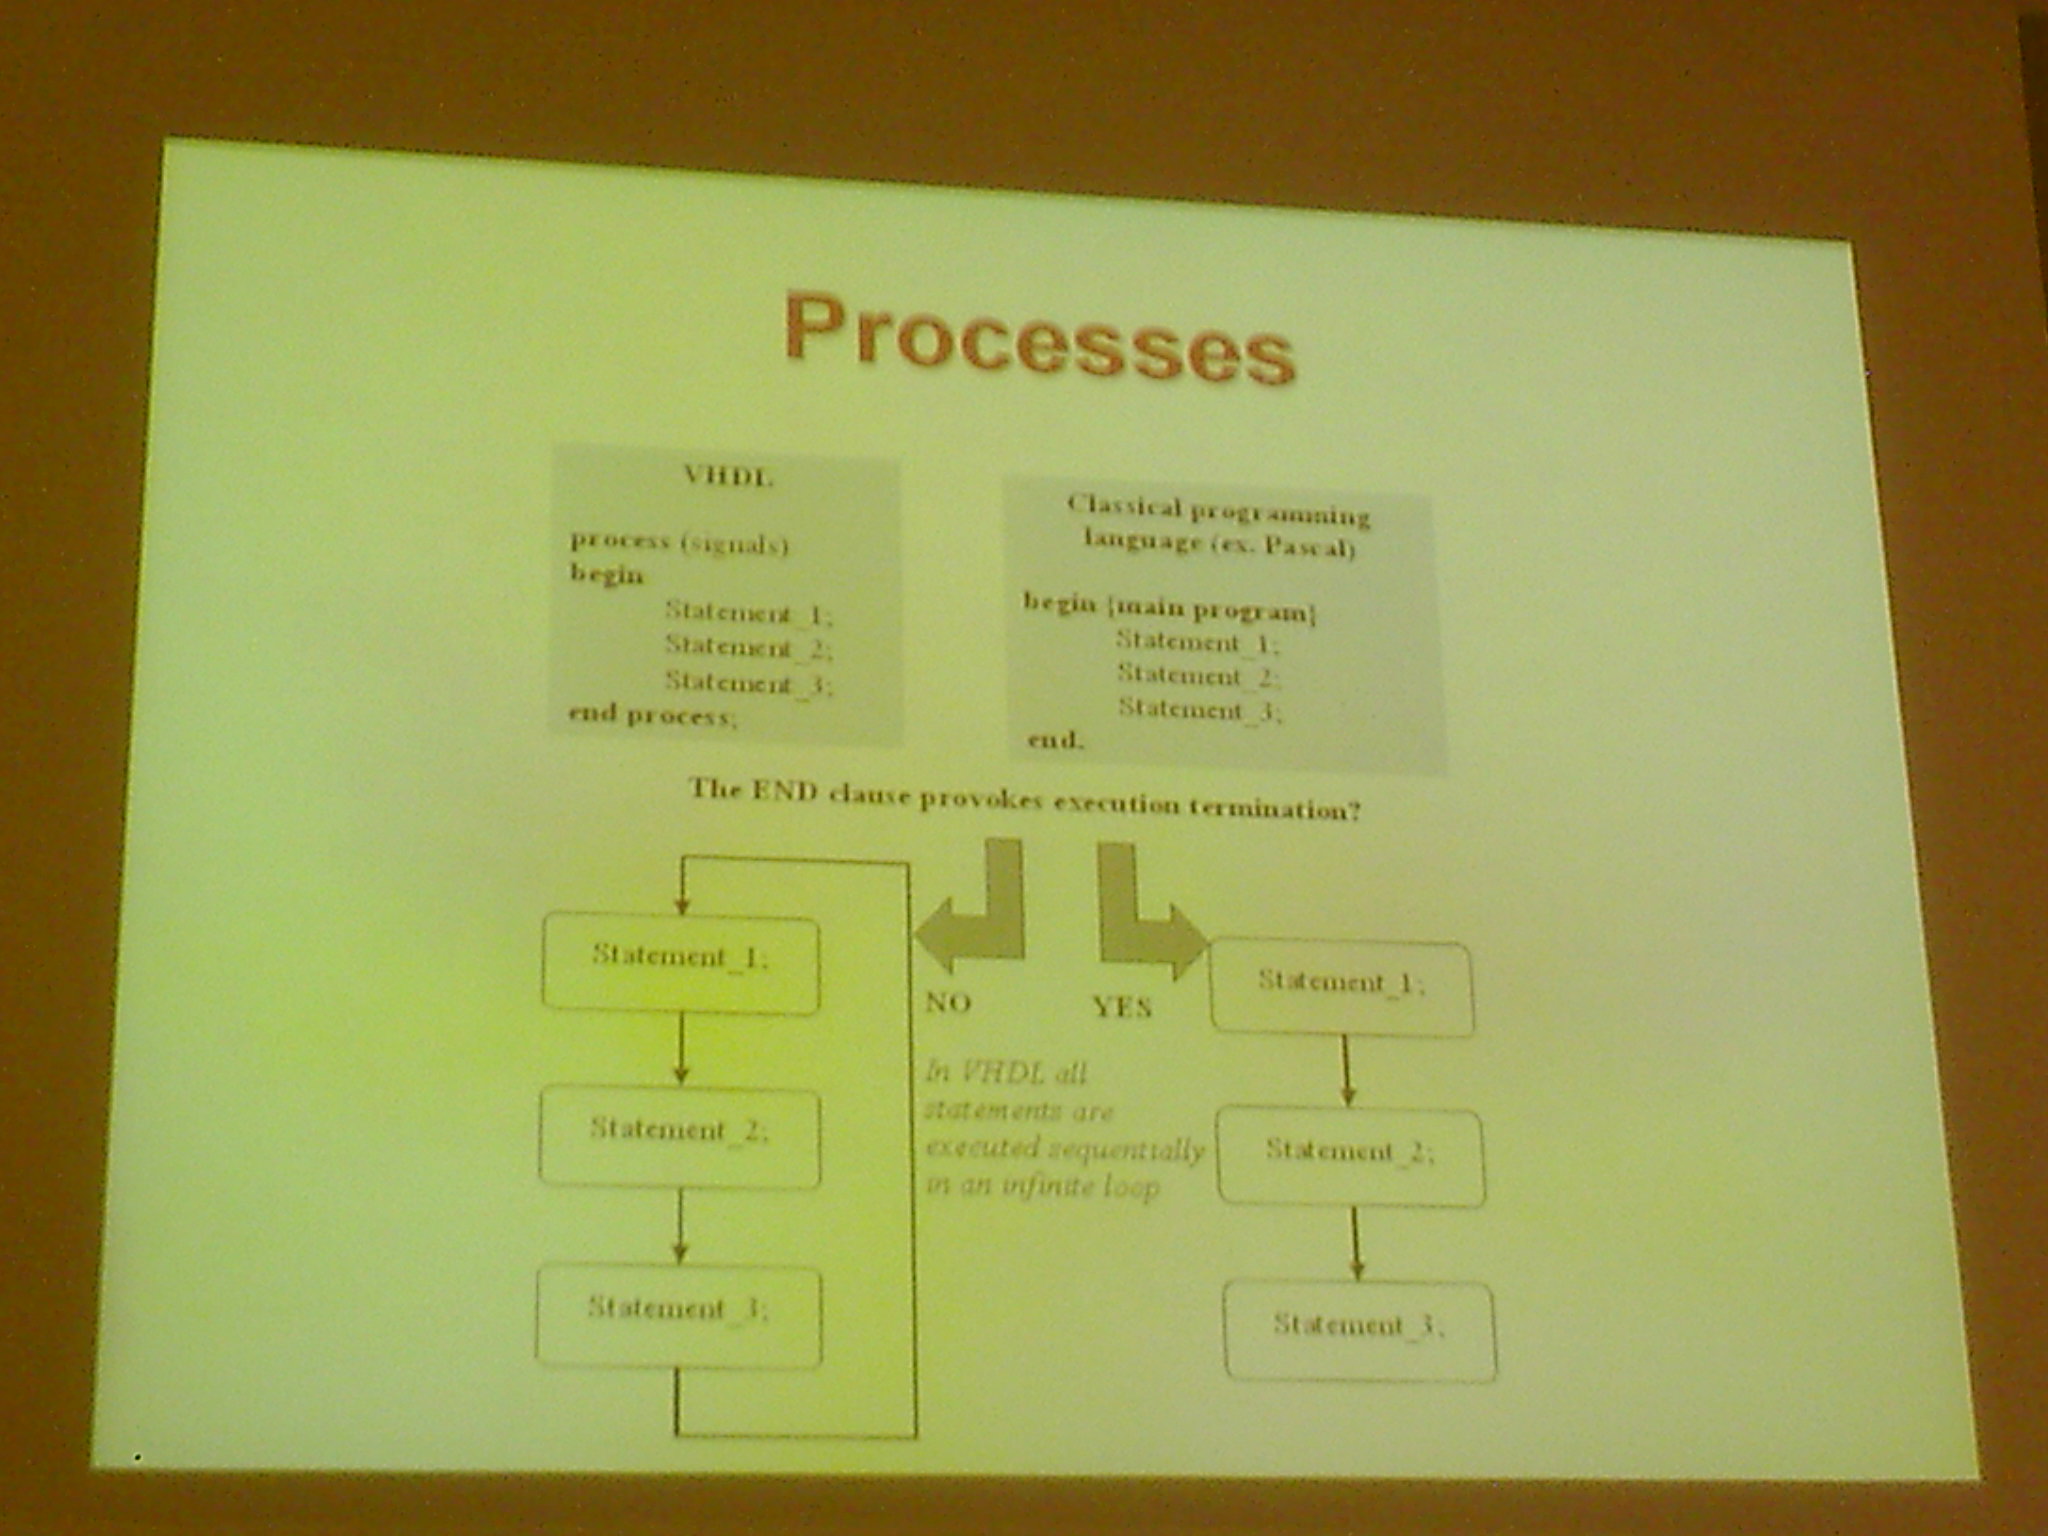 Processes
VHDL
process (signals)
begin
Statement_1;
Statement_2;
Statement_3;
end process;
Classical programming
language (ex. Pascal)
begin {main program}
Statement_1;
Statement_2;
Statement_3;
end.
The END clause provokes execution termination?
Statement_1;
Statement_2;
Statement_3;
NO
YES
In VHDL all
statements are
executed sequentially
in an infinite loop
Statement_1;
Statement_2;
Statement_3;